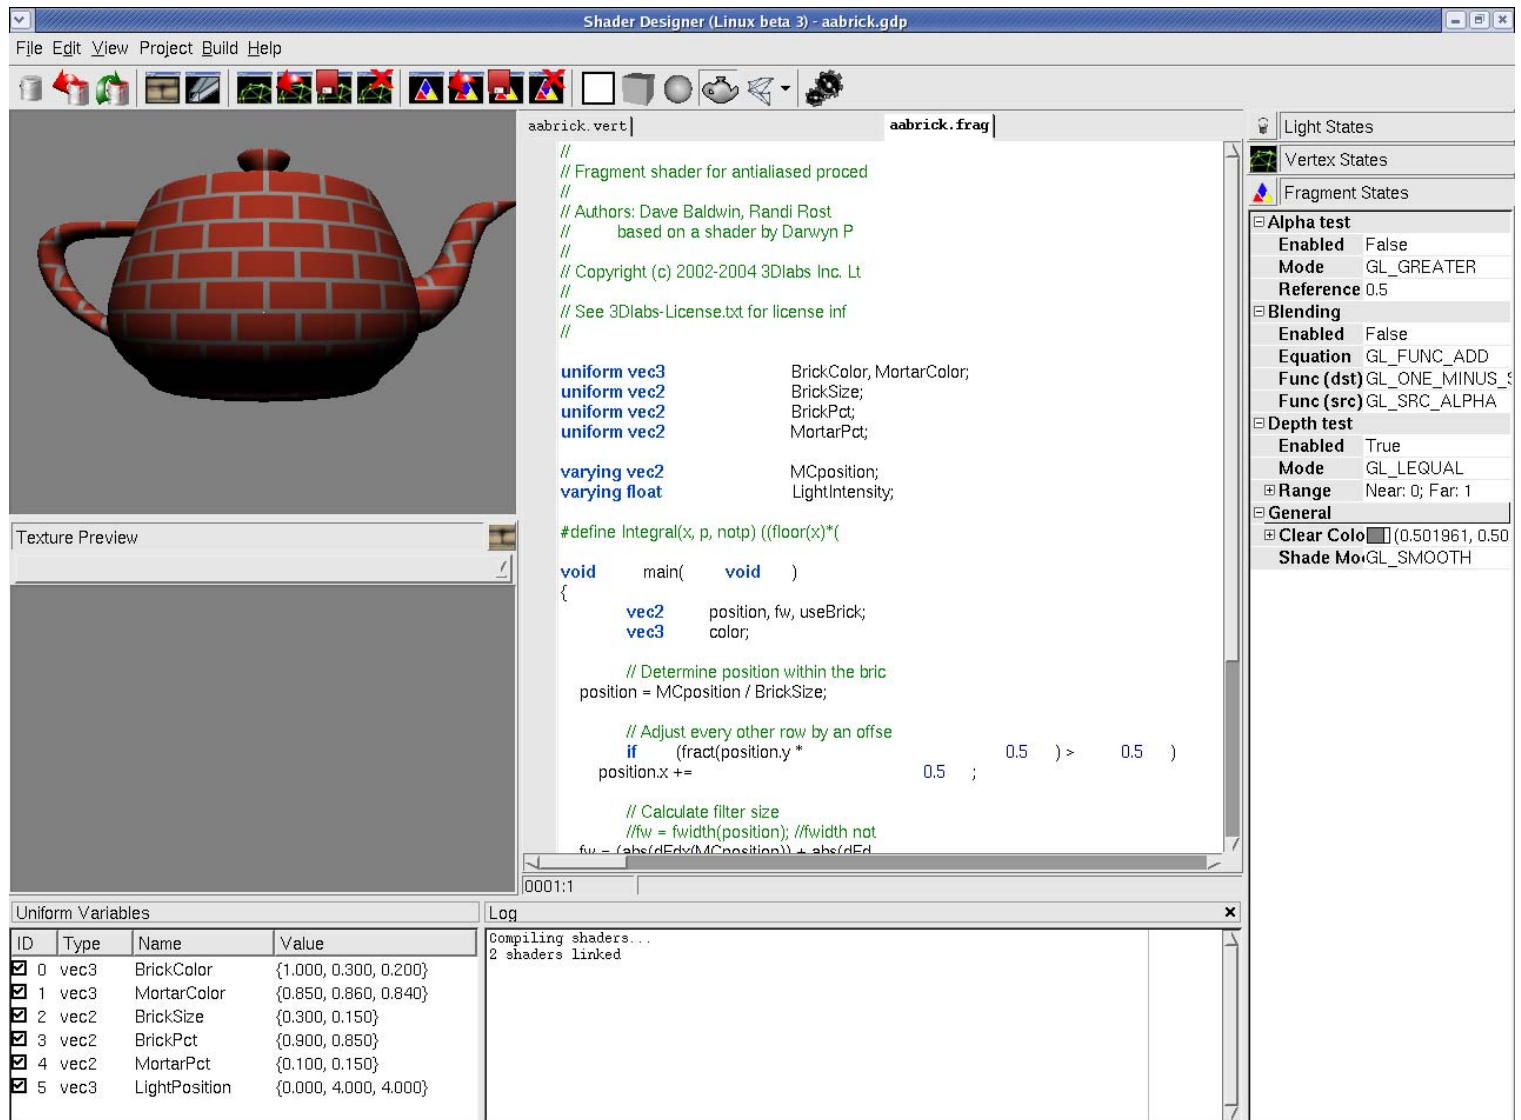 Shader Designer (Linux beta 3) - aabrick.gdp
File Edit View Project Build Help
aabrick.vert
aabrick.frag
//
// Fragment shader for antialiased proced
//
// Authors: Dave Baldwin, Randi Rost
// based on a shader by Darwyn P
//
// Copyright (c) 2002-2004 3Dlabs Inc. Lt
//
// See 3Dlabs-License.txt for license inf
//
uniform vec3 BrickColor, MortarColor;
uniform vec2 BrickSize;
uniform vec2 BrickPct;
uniform vec2 MortarPct;
varying vec2 MCposition;
varying float LightIntensity;
#define Integral(x, p, notp) ((floor(x)*(
void main( void )
{
vec2 position, fw, useBrick;
vec3 color;
// Determine position within the bric
position = MCposition / BrickSize;
// Adjust every other row by an offse
if (fract(position.y * 0.5 ) > 0.5 )
position.x += 0.5 ;
// Calculate filter size
//fw = fwidth(position); //fwidth not
fw = (abs(dFdx(MCposition)) + abs(dFd
0001:1
Light States
Vertex States
Fragment States
Alpha test
Enabled False
Mode GL_GREATER
Reference 0.5
Blending
Enabled False
Equation GL_FUNC_ADD
Func (dst) GL_ONE_MINUS_S
Func (src) GL_SRC_ALPHA
Depth test
Enabled True
Mode GL_LEQUAL
Range Near: 0; Far: 1
General
Clear Colo (0.501961, 0.50
Shade Mo GL_SMOOTH
Texture Preview
Uniform Variables
ID Type Name Value
0 vec3 BrickColor {1.000, 0.300, 0.200}
1 vec3 MortarColor {0.850, 0.860, 0.840}
2 vec2 BrickSize {0.300, 0.150}
3 vec2 BrickPct {0.900, 0.850}
4 vec2 MortarPct {0.100, 0.150}
5 vec3 LightPosition {0.000, 4.000, 4.000}
Log
Compiling shaders...
2 shaders linked